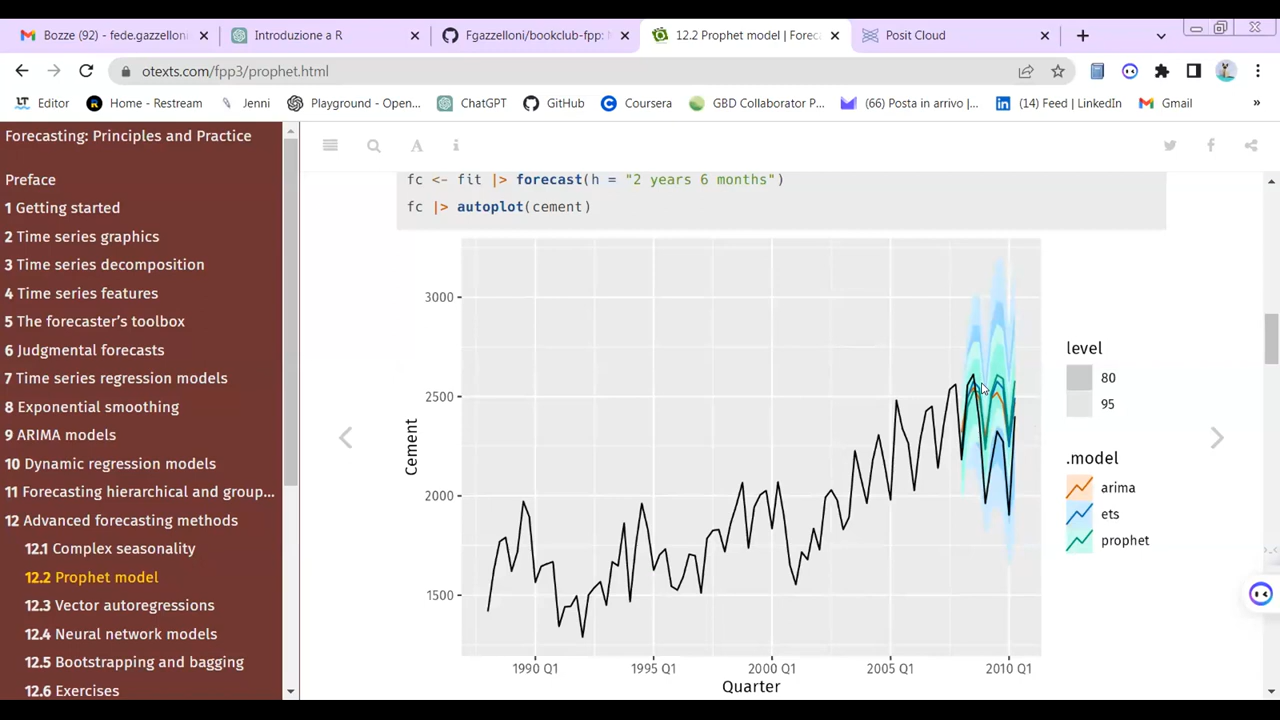 Bozze (92) - fede.gazzelloni
Introduzione a R
Fgazzelloni/bookclub-fpp:
12.2 Prophet model | Forec
Posit Cloud
otexts.com/fpp3/prophet.html
Editor
Home - Restream
Jenni
Playground - Open...
ChatGPT
GitHub
Coursera
GBD Collaborator P...
(66) Posta in arrivo |...
(14) Feed | LinkedIn
Gmail
»
Forecasting: Principles and Practice
Preface
1 Getting started
2 Time series graphics
3 Time series decomposition
4 Time series features
5 The forecaster's toolbox
6 Judgmental forecasts
7 Time series regression models
8 Exponential smoothing
9 ARIMA models
10 Dynamic regression models
11 Forecasting hierarchical and group...
12 Advanced forecasting methods
12.1 Complex seasonality
12.2 Prophet model
12.3 Vector autoregressions
12.4 Neural network models
12.5 Bootstrapping and bagging
12.6 Exercises
fc <- fit |> forecast(h = "2 years 6 months")
fc |> autoplot(cement)
3000
2500
2000
1500
Cement
1990 Q1
1995 Q1
2000 Q1
2005 Q1
2010 Q1
Quarter
level
80
95
.model
arima
ets
prophet